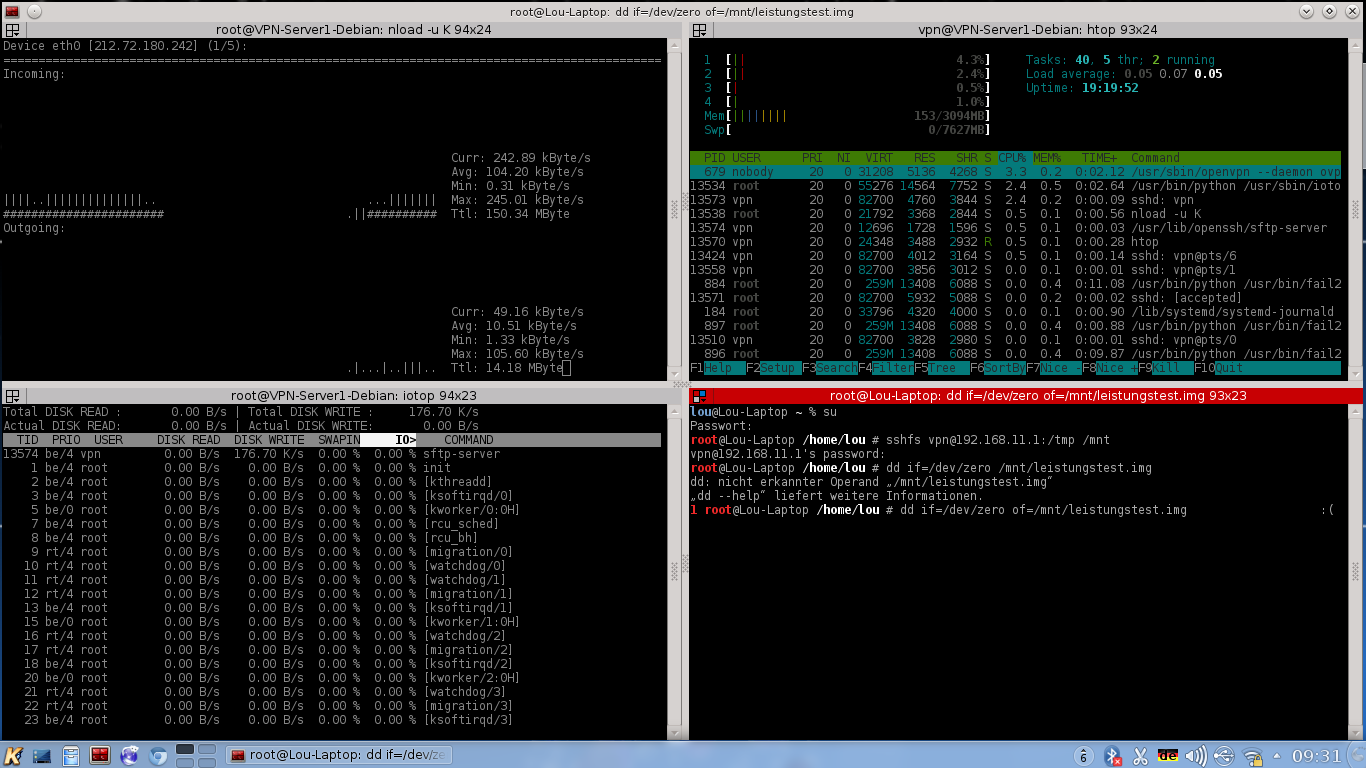 root@Lou-Laptop: dd if=/dev/zero of=/mnt/leistungstest.img
root@VPN-Server1-Debian: nload -u K 94x24
Device eth0 [212.72.180.242] (1/5):
================================================================================
Incoming:
Curr: 242.89 kByte/s
Avg: 104.20 kByte/s
Min: 0.31 kByte/s
||||..||||||||||||||.. ...||||||| Max: 245.01 kByte/s
####################### .||########## Ttl: 150.34 MByte
Outgoing:
Curr: 49.16 kByte/s
Avg: 10.51 kByte/s
Min: 1.33 kByte/s
Max: 105.60 kByte/s
.|...|..|||.. Ttl: 14.18 MByte
vpn@VPN-Server1-Debian: htop 93x24
1 [|| 4.3%] Tasks: 40, 5 thr; 2 running
2 [|| 2.4%] Load average: 0.05 0.07 0.05
3 [| 0.5%] Uptime: 19:19:52
4 [| 1.0%]
Mem[|||||||| 153/3094MB]
Swp[ 0/7627MB]
PID USER PRI NI VIRT RES SHR S CPU% MEM% TIME+ Command
679 nobody 20 0 31208 5136 4268 S 3.3 0.2 0:02.12 /usr/sbin/openvpn --daemon ovp
13534 root 20 0 55276 14564 7752 S 2.4 0.5 0:02.64 /usr/bin/python /usr/sbin/ioto
13573 vpn 20 0 82700 4760 3844 S 2.4 0.2 0:00.09 sshd: vpn
13538 root 20 0 21792 3368 2844 S 0.5 0.1 0:00.56 nload -u K
13574 vpn 20 0 12696 1728 1596 S 0.5 0.1 0:00.03 /usr/lib/openssh/sftp-server
13570 vpn 20 0 24348 3488 2932 R 0.5 0.1 0:00.28 htop
13424 vpn 20 0 82700 4012 3164 S 0.5 0.1 0:00.14 sshd: vpn@pts/6
13558 vpn 20 0 82700 3856 3012 S 0.0 0.1 0:00.01 sshd: vpn@pts/1
884 root 20 0 259M 13408 6088 S 0.0 0.4 0:11.08 /usr/bin/python /usr/bin/fail2
13571 root 20 0 82700 5932 5088 S 0.0 0.2 0:00.02 sshd: [accepted]
184 root 20 0 33796 4320 4000 S 0.0 0.1 0:00.90 /lib/systemd/systemd-journald
897 root 20 0 259M 13408 6088 S 0.0 0.4 0:00.88 /usr/bin/python /usr/bin/fail2
13510 vpn 20 0 82700 3828 2980 S 0.0 0.1 0:00.01 sshd: vpn@pts/0
896 root 20 0 259M 13408 6088 S 0.0 0.4 0:09.87 /usr/bin/python /usr/bin/fail2
F1Help F2Setup F3SearchF4FilterF5Tree F6SortByF7Nice -F8Nice +F9Kill F10Quit
root@VPN-Server1-Debian: iotop 94x23
Total DISK READ : 0.00 B/s | Total DISK WRITE : 176.70 K/s
Actual DISK READ: 0.00 B/s | Actual DISK WRITE: 0.00 B/s
TID PRIO USER DISK READ DISK WRITE SWAPIN IO> COMMAND
13574 be/4 vpn 0.00 B/s 176.70 K/s 0.00 % 0.00 % sftp-server
1 be/4 root 0.00 B/s 0.00 B/s 0.00 % 0.00 % init
2 be/4 root 0.00 B/s 0.00 B/s 0.00 % 0.00 % [kthreadd]
3 be/4 root 0.00 B/s 0.00 B/s 0.00 % 0.00 % [ksoftirqd/0]
5 be/0 root 0.00 B/s 0.00 B/s 0.00 % 0.00 % [kworker/0:0H]
7 be/4 root 0.00 B/s 0.00 B/s 0.00 % 0.00 % [rcu_sched]
8 be/4 root 0.00 B/s 0.00 B/s 0.00 % 0.00 % [rcu_bh]
9 rt/4 root 0.00 B/s 0.00 B/s 0.00 % 0.00 % [migration/0]
10 rt/4 root 0.00 B/s 0.00 B/s 0.00 % 0.00 % [watchdog/0]
11 rt/4 root 0.00 B/s 0.00 B/s 0.00 % 0.00 % [watchdog/1]
12 rt/4 root 0.00 B/s 0.00 B/s 0.00 % 0.00 % [migration/1]
13 be/4 root 0.00 B/s 0.00 B/s 0.00 % 0.00 % [ksoftirqd/1]
15 be/0 root 0.00 B/s 0.00 B/s 0.00 % 0.00 % [kworker/1:0H]
16 rt/4 root 0.00 B/s 0.00 B/s 0.00 % 0.00 % [watchdog/2]
17 rt/4 root 0.00 B/s 0.00 B/s 0.00 % 0.00 % [migration/2]
18 be/4 root 0.00 B/s 0.00 B/s 0.00 % 0.00 % [ksoftirqd/2]
20 be/0 root 0.00 B/s 0.00 B/s 0.00 % 0.00 % [kworker/2:0H]
21 rt/4 root 0.00 B/s 0.00 B/s 0.00 % 0.00 % [watchdog/3]
22 rt/4 root 0.00 B/s 0.00 B/s 0.00 % 0.00 % [migration/3]
23 be/4 root 0.00 B/s 0.00 B/s 0.00 % 0.00 % [ksoftirqd/3]
root@Lou-Laptop: dd if=/dev/zero of=/mnt/leistungstest.img 93x23
lou@Lou-Laptop ~ % su
Passwort:
root@Lou-Laptop /home/lou # sshfs vpn@192.168.11.1:/tmp /mnt
vpn@192.168.11.1's password:
root@Lou-Laptop /home/lou # dd if=/dev/zero /mnt/leistungstest.img
dd: nicht erkannter Operand „/mnt/leistungstest.img“
„dd --help“ liefert weitere Informationen.
1 root@Lou-Laptop /home/lou # dd if=/dev/zero of=/mnt/leistungstest.img :(
root@Lou-Laptop: dd if=/dev/ze
6
de
09:31